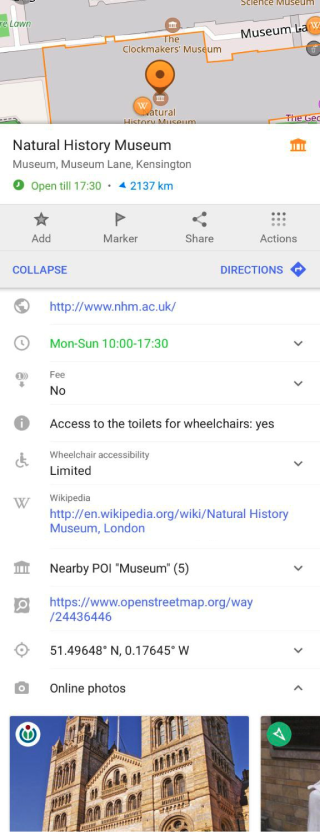 Science Museum
re Lawn
Museum La
The
Clockmakers' Museum
W
Natural
History Museum
The Geo
Natural History Museum
Museum, Museum Lane, Kensington
Open till 17:30 • 2137 km
Add
Marker
Share
Actions
COLLAPSE
DIRECTIONS
http://www.nhm.ac.uk/
Mon-Sun 10:00-17:30
Fee
No
Access to the toilets for wheelchairs: yes
Wheelchair accessibility
Limited
W
Wikipedia
http://en.wikipedia.org/wiki/Natural History
Museum, London
Nearby POI "Museum" (5)
https://www.openstreetmap.org/way
/24436446
51.49648° N, 0.17645° W
Online photos